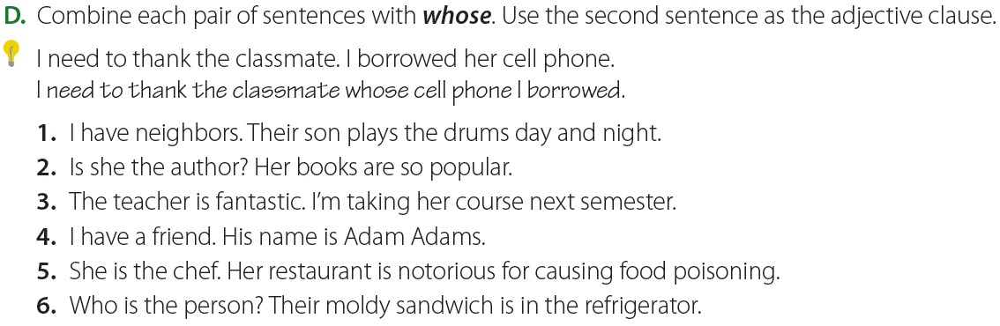 D. Combine each pair of sentences with whose. Use the second sentence as the adjective clause.
I need to thank the classmate. I borrowed her cell phone.
I need to thank the classmate whose cell phone I borrowed.
1. I have neighbors. Their son plays the drums day and night.
2. Is she the author? Her books are so popular.
3. The teacher is fantastic. I’m taking her course next semester.
4. I have a friend. His name is Adam Adams.
5. She is the chef. Her restaurant is notorious for causing food poisoning.
6. Who is the person? Their moldy sandwich is in the refrigerator.